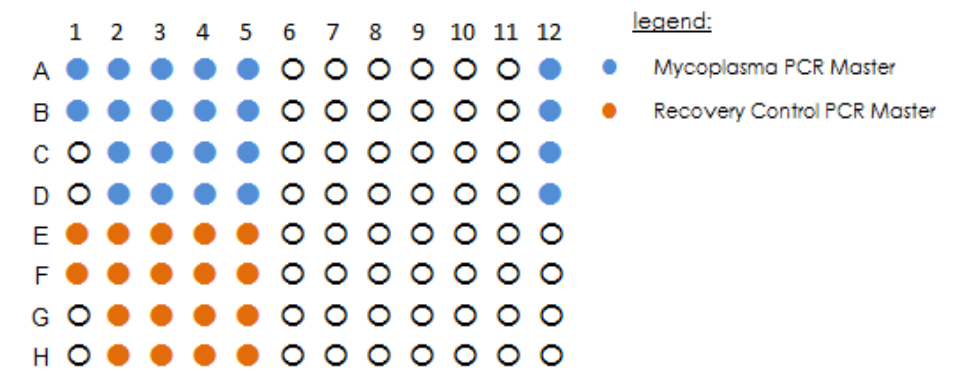 legend:
1 2 3 4 5 6 7 8 9 10 11 12
A Mycoplasma PCR Master
B Recovery Control PCR Master
C
D
E
F
G
H